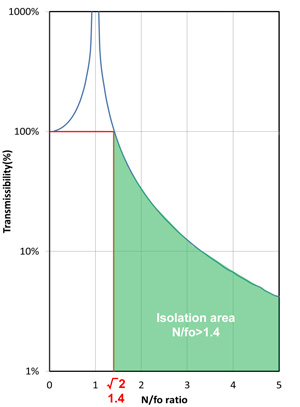 1000%
100%
10%
1%
Transmissibility(%)
Isolation area
N/fo>1.4
0 1 2 3 4 5
√2
1.4 N/fo ratio